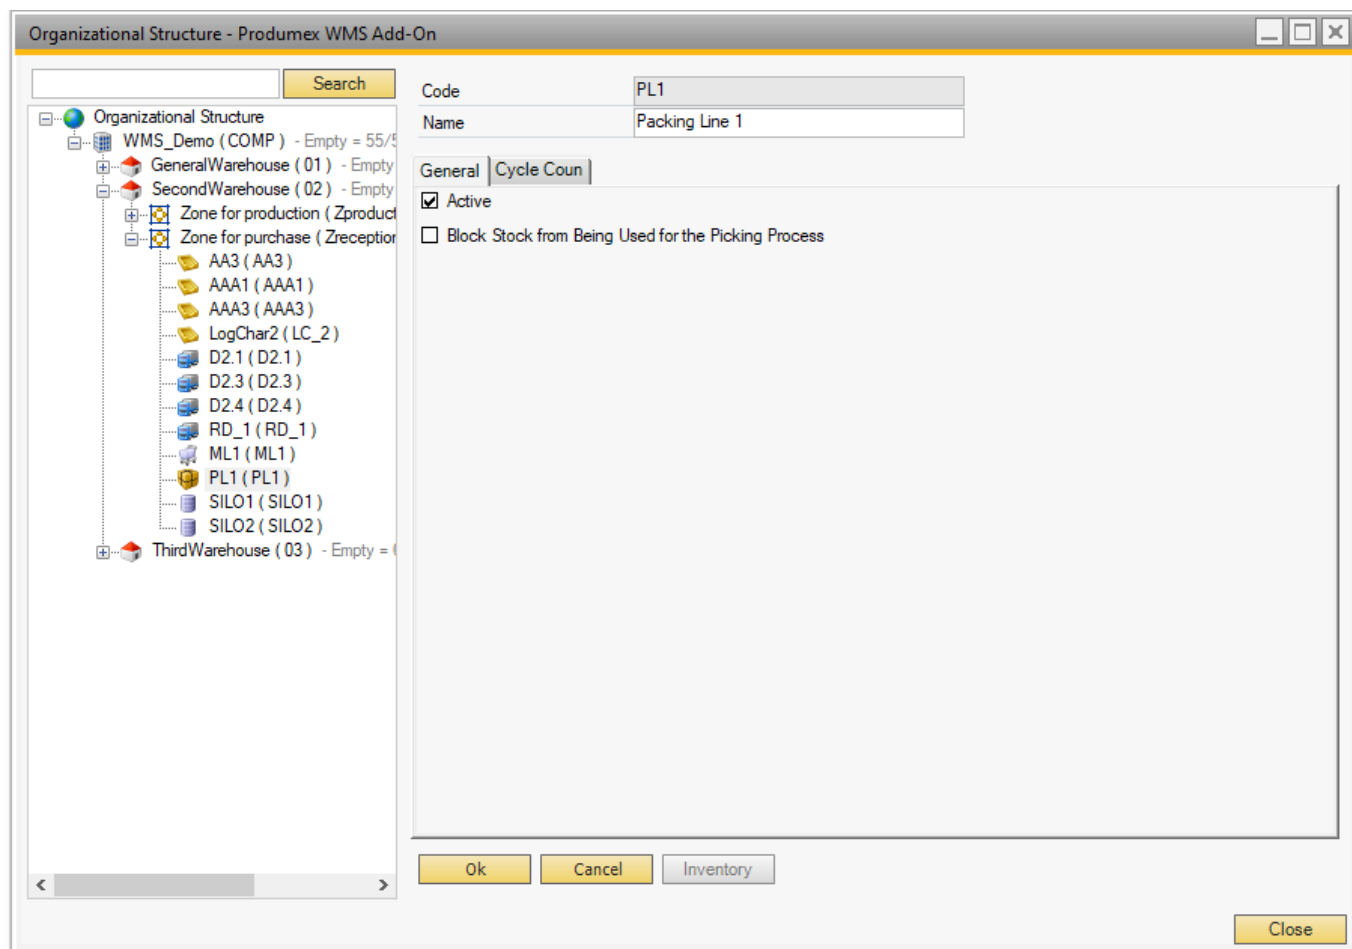 Organizational Structure - Produmex WMS Add-On
Search
Organizational Structure
WMS_Demo ( COMP ) - Empty = 55/5
GeneralWarehouse ( 01 ) - Empty
SecondWarehouse ( 02 ) - Empty
Zone for production ( Zproduct
Zone for purchase ( Zreception
AA3 ( AA3 )
AAA1 ( AAA1 )
AAA3 ( AAA3 )
LogChar2 ( LC_2 )
D2.1 ( D2.1 )
D2.3 ( D2.3 )
D2.4 ( D2.4 )
RD_1 ( RD_1 )
ML1 ( ML1 )
PL1 ( PL1 )
SILO1 ( SILO1 )
SILO2 ( SILO2 )
ThirdWarehouse ( 03 ) - Empty =
Code PL1
Name Packing Line 1
General Cycle Coun
Active
Block Stock from Being Used for the Picking Process
Ok Cancel Inventory
Close